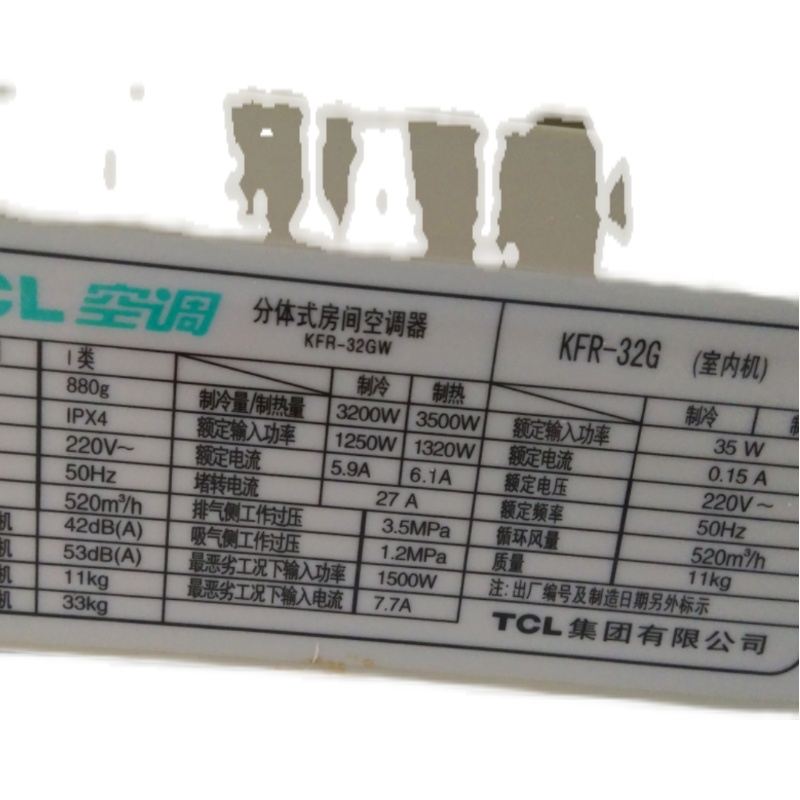 CL 空调
分体式房间空调器
KFR-32GW
KFR-32G (室内机)
I类
880g
IPX4
220V～
50Hz
520m³/h
机 42dB(A)
机 53dB(A)
机 11kg
机 33kg
制冷 制热
制冷量/制热量 3200W 3500W
额定输入功率 1250W 1320W
额定电流 5.9A 6.1A
堵转电流 27 A
排气侧工作过压 3.5MPa
吸气侧工作过压 1.2MPa
最恶劣工况下输入功率 1500W
最恶劣工况下输入电流 7.7A
制冷
额定输入功率 35 W
额定电流 0.15 A
额定电压 220V～
额定频率 50Hz
循环风量 520m³/h
质量 11kg
注: 出厂编号及制造日期另外标示
TCL 集团有限公司